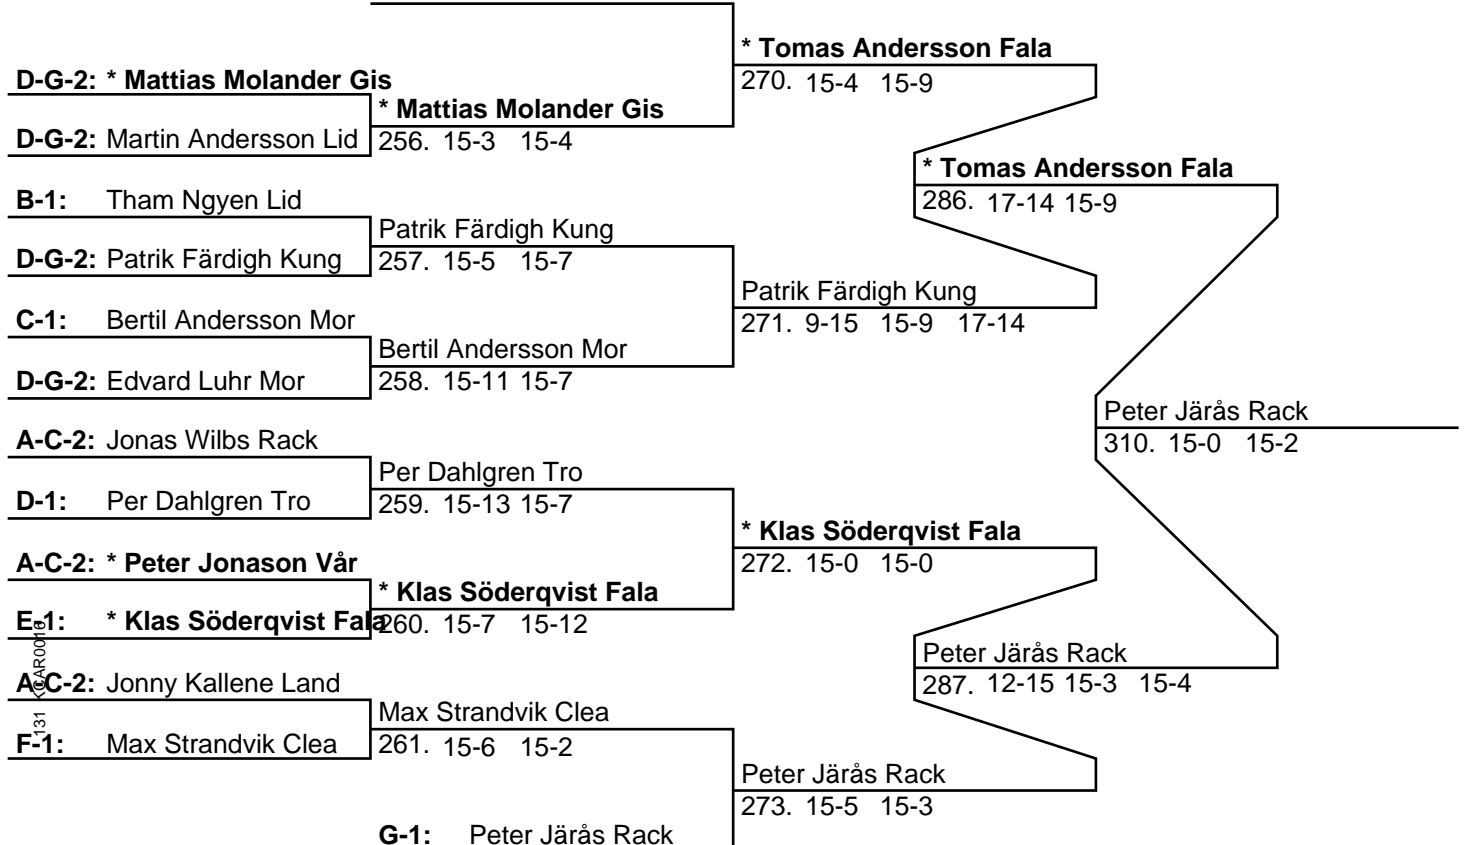 * Tomas Andersson Fala
270. 15-4 15-9
D-G-2: * Mattias Molander Gis
* Mattias Molander Gis
256. 15-3 15-4
D-G-2: Martin Andersson Lid
* Tomas Andersson Fala
286. 17-14 15-9
B-1: Tham Ngyen Lid
Patrik Färdigh Kung
257. 15-5 15-7
D-G-2: Patrik Färdigh Kung
Patrik Färdigh Kung
271. 9-15 15-9 17-14
C-1: Bertil Andersson Mor
Bertil Andersson Mor
258. 15-11 15-7
D-G-2: Edvard Luhr Mor
Peter Järås Rack
310. 15-0 15-2
A-C-2: Jonas Wilbs Rack
Per Dahlgren Tro
259. 15-13 15-7
D-1: Per Dahlgren Tro
* Klas Söderqvist Fala
272. 15-0 15-0
A-C-2: * Peter Jonason Vår
* Klas Söderqvist Fala
260. 15-7 15-12
E-1: * Klas Söderqvist Fala
Peter Järås Rack
287. 12-15 15-3 15-4
A-C-2: Jonny Kallene Land
Max Strandvik Clea
261. 15-6 15-2
F-1: Max Strandvik Clea
Peter Järås Rack
273. 15-5 15-3
G-1: Peter Järås Rack
131